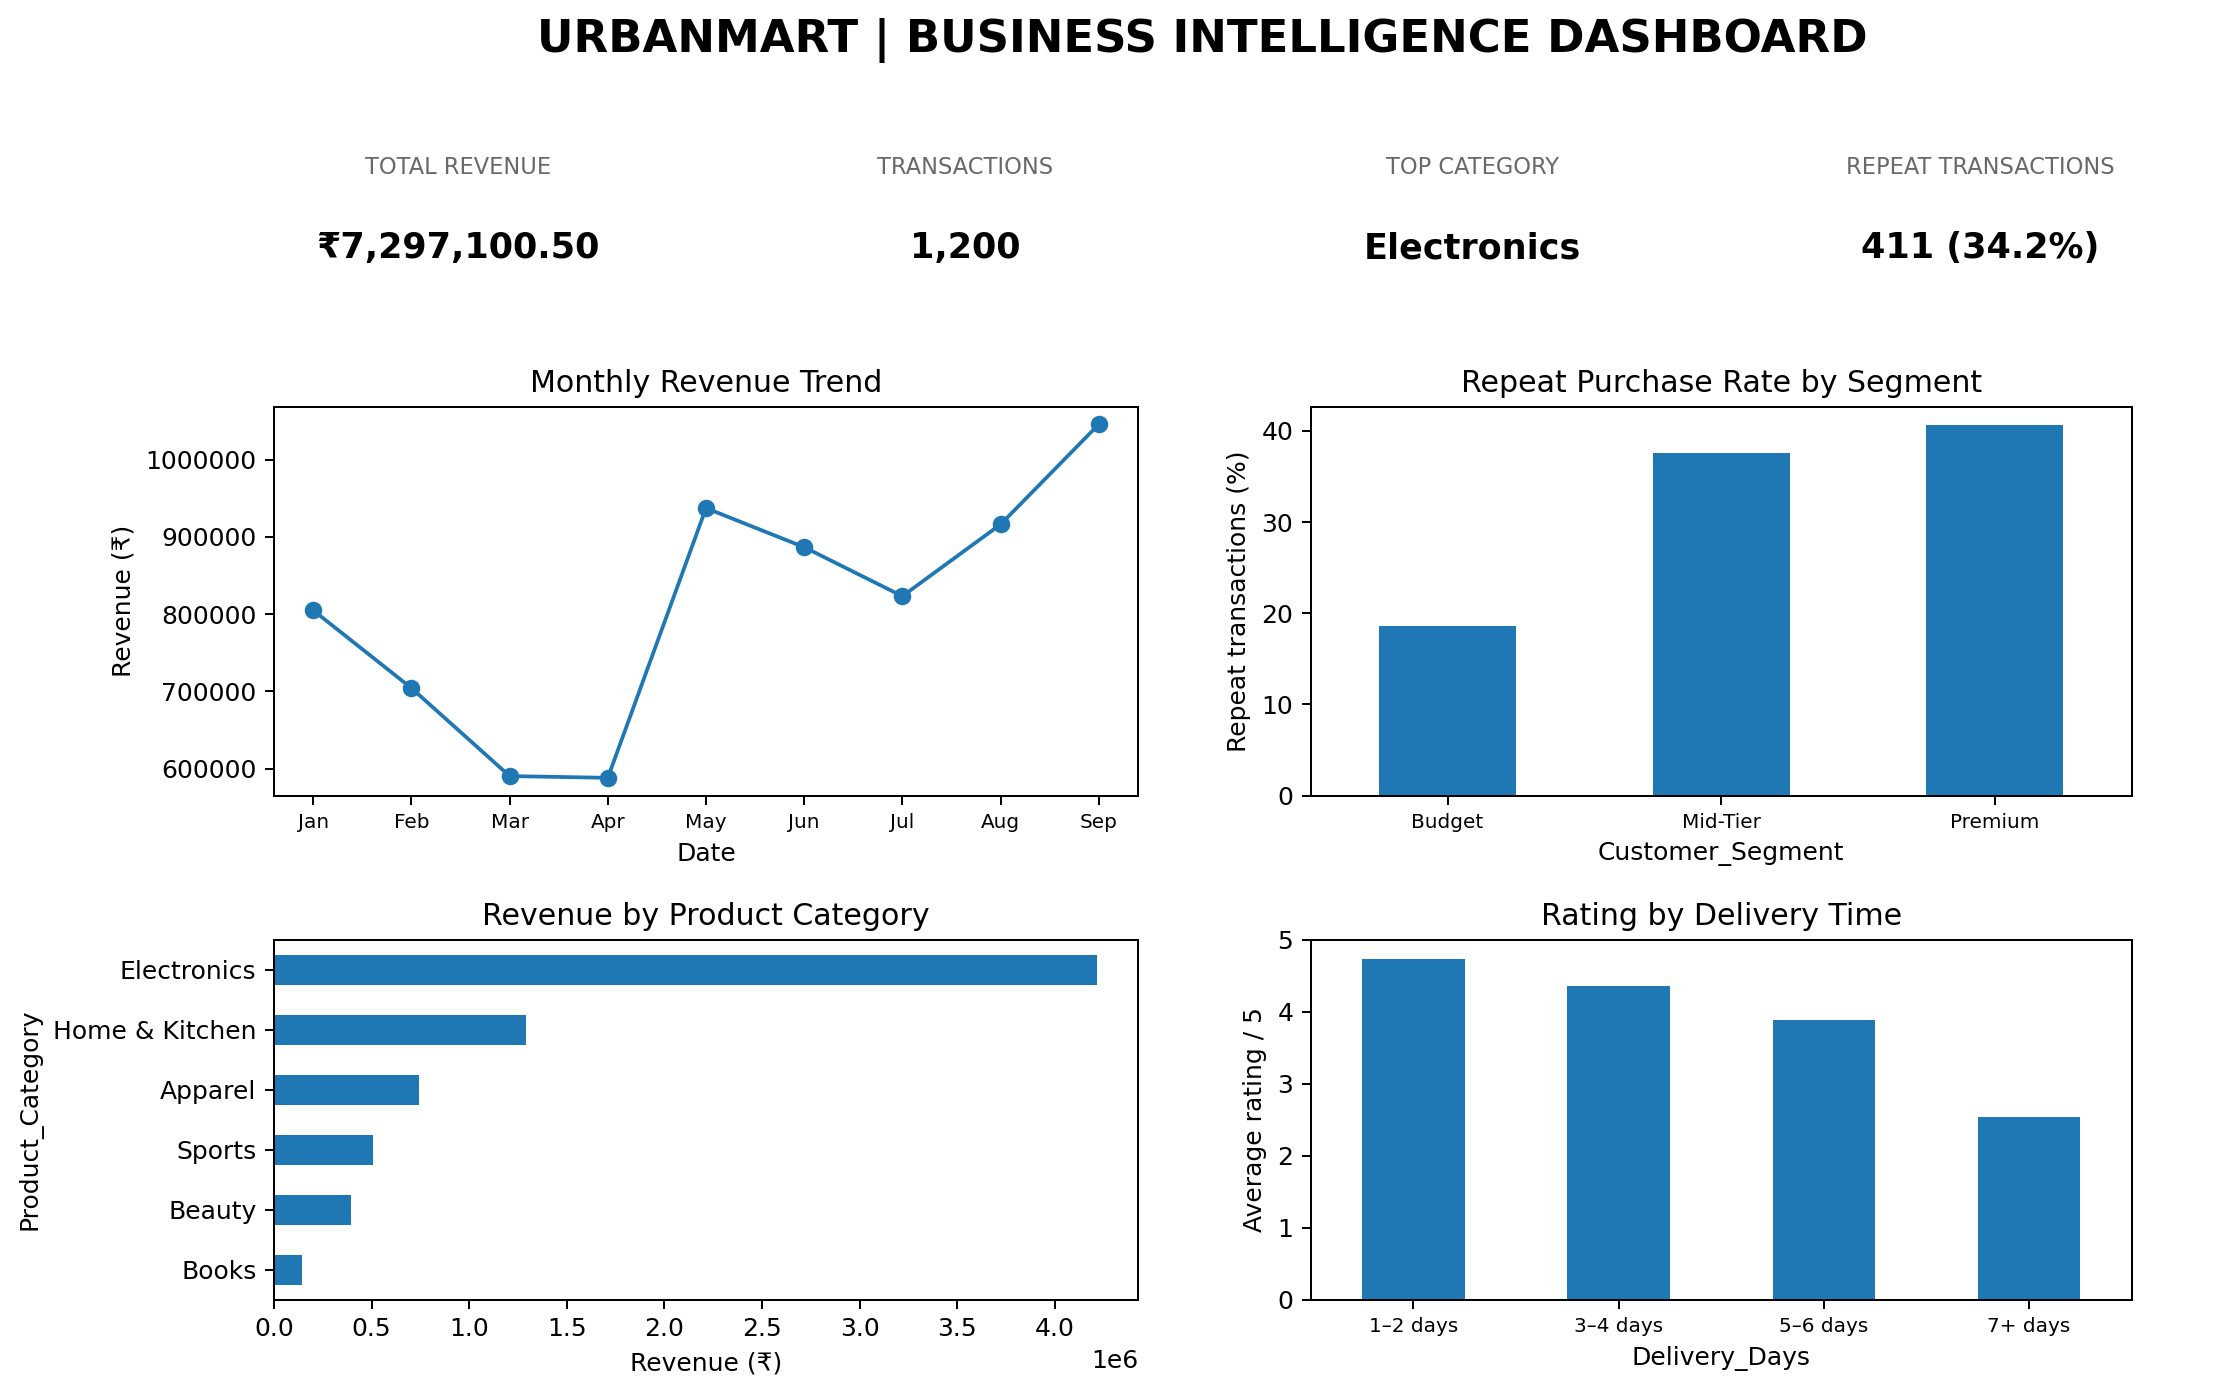 URBANMART | BUSINESS INTELLIGENCE DASHBOARD
TOTAL REVENUE
₹7,297,100.50
TRANSACTIONS
1,200
TOP CATEGORY
Electronics
REPEAT TRANSACTIONS
411 (34.2%)
Monthly Revenue Trend
Revenue (₹)
1000000
900000
800000
700000
600000
Jan Feb Mar Apr May Jun Jul Aug Sep
Date
Repeat Purchase Rate by Segment
Repeat transactions (%)
40
30
20
10
0
Budget Mid-Tier Premium
Customer_Segment
Revenue by Product Category
Product_Category
Electronics
Home & Kitchen
Apparel
Sports
Beauty
Books
0.0 0.5 1.0 1.5 2.0 2.5 3.0 3.5 4.0
1e6
Revenue (₹)
Rating by Delivery Time
Average rating / 5
5
4
3
2
1
0
1–2 days 3–4 days 5–6 days 7+ days
Delivery_Days